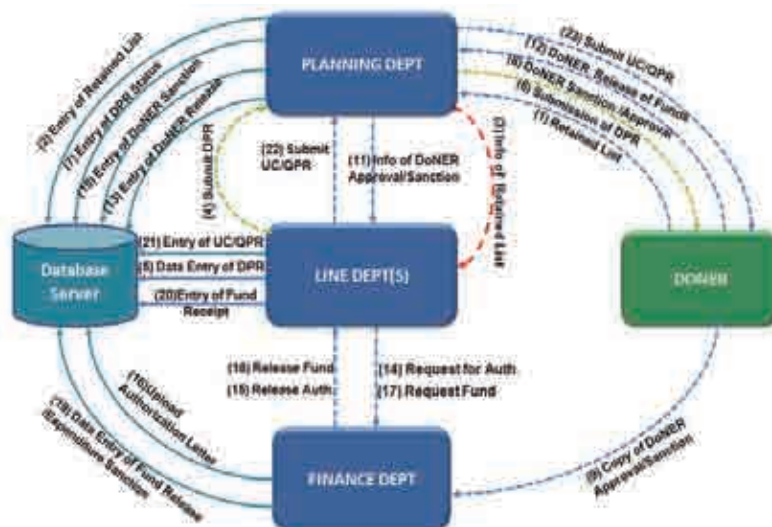 PLANNING DEPT
(2) Entry of Retained List
(7) Entry of DPR Status
(10) Entry of DoNER Sanction
(13) Entry of DoNER Release
(23) Submit UC/QPR
(12) DoNER, Release of Funds
(8) DoNER Sanction /Approval
(6) Submission of DPR
(1) Retained List
(4) Submit DPR
(22) Submit
UC/QPR
(11) Info of DoNER
Approval/Sanction
(3) Info of Retained List
Database
Server
(21) Entry of UC/QPR
(5) Data Entry of DPR
(20)Entry of Fund
Receipt
LINE DEPT(S)
DONER
(18) Release Fund
(15) Release Auth.
(14) Request for Auth.
(17) Request Fund
(16) Upload
Authorization Letter
(19) Data Entry of Fund Release
/Expenditure Sanction
FINANCE DEPT
(9) Copy of DoNER
Approval/Sanction